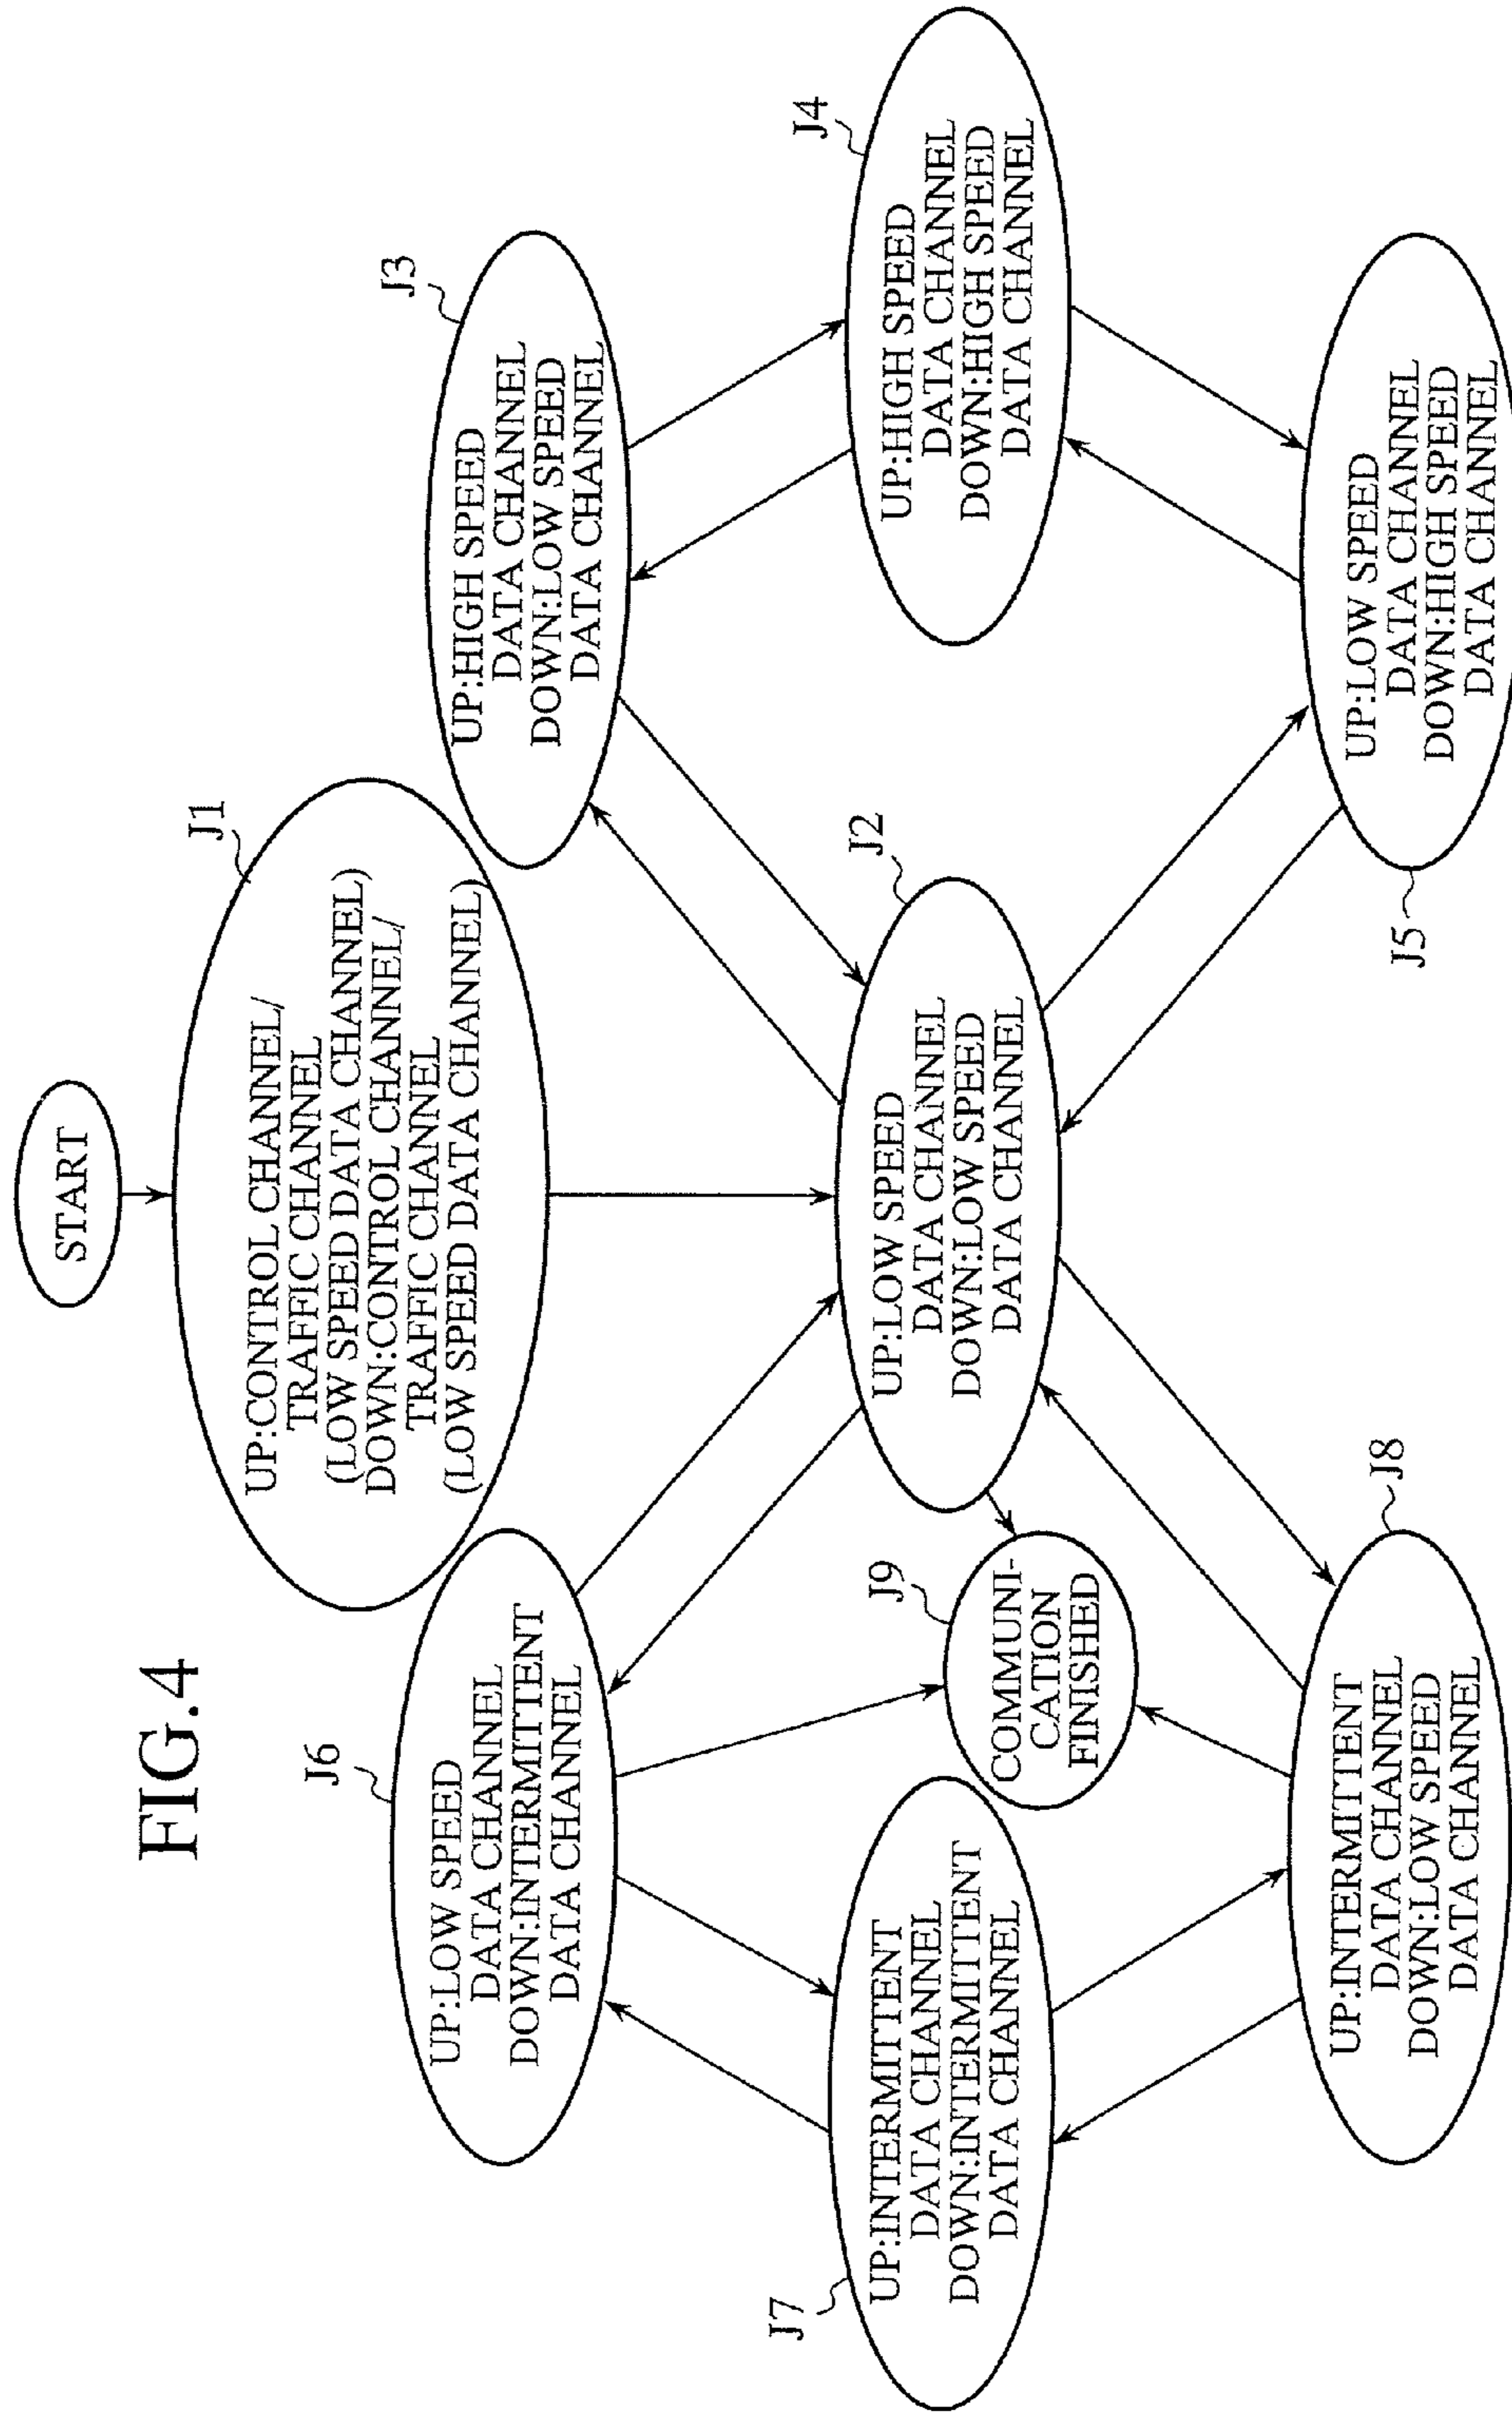 FIG.4
START
J1
UP:CONTROL CHANNEL/
TRAFFIC CHANNEL
(LOW SPEED DATA CHANNEL)
DOWN:CONTROL CHANNEL/
TRAFFIC CHANNEL
(LOW SPEED DATA CHANNEL)
J6
UP:LOW SPEED
DATA CHANNEL
DOWN:INTERMITTENT
DATA CHANNEL
J3
UP:HIGH SPEED
DATA CHANNEL
DOWN:LOW SPEED
DATA CHANNEL
J7
UP:INTERMITTENT
DATA CHANNEL
DOWN:INTERMITTENT
DATA CHANNEL
J9
COMMUNI-
CATION
FINISHED
J2
UP:LOW SPEED
DATA CHANNEL
DOWN:LOW SPEED
DATA CHANNEL
J4
UP:HIGH SPEED
DATA CHANNEL
DOWN:HIGH SPEED
DATA CHANNEL
J8
UP:INTERMITTENT
DATA CHANNEL
DOWN:LOW SPEED
DATA CHANNEL
J5
UP:LOW SPEED
DATA CHANNEL
DOWN:HIGH SPEED
DATA CHANNEL